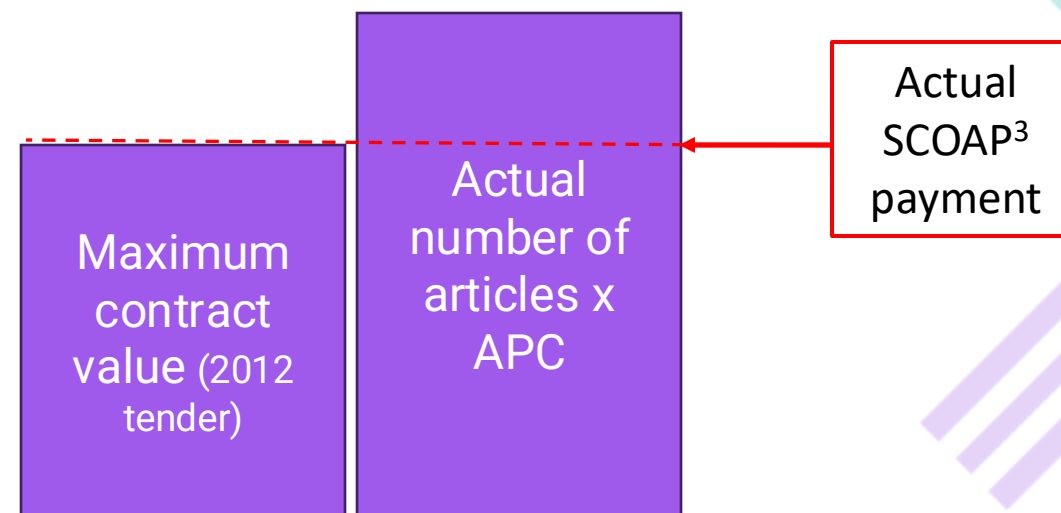 Maximum
contract
value (2012
tender)
Actual
number of
articles x
APC
Actual
SCOAP³
payment